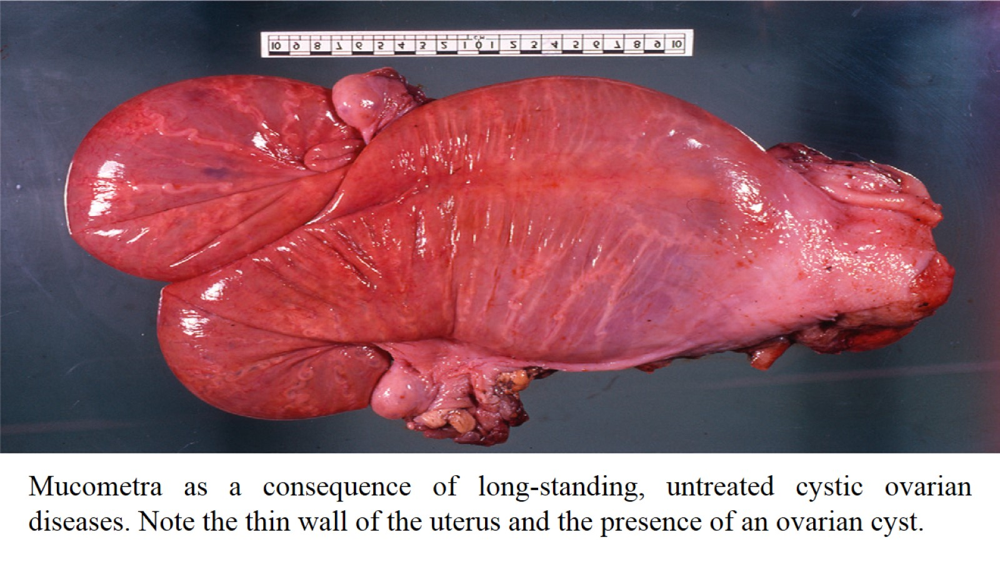 10 9 8 7 6 5 4 3 2 1 0 1 2 3 4 5 6 7 8 9 10
Mucometra as a consequence of long-standing, untreated cystic ovarian
diseases. Note the thin wall of the uterus and the presence of an ovarian cyst.